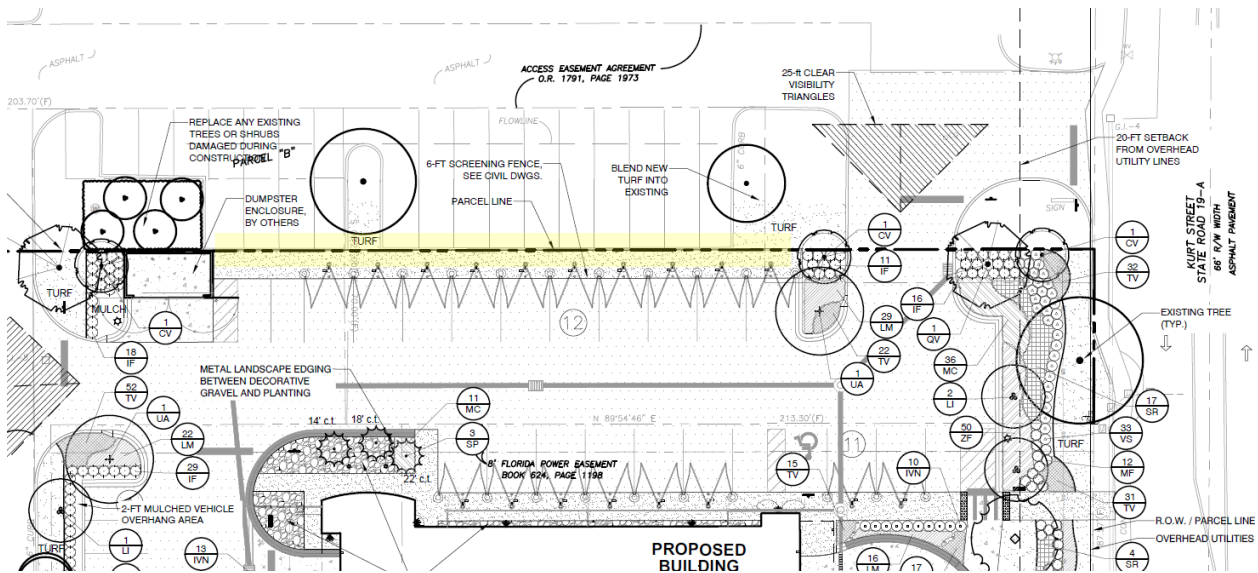 ASPHALT
ASPHALT
ACCESS EASEMENT AGREEMENT
O.R. 1791, PAGE 1973
203.70'(F)
FLOWLINE
25-ft CLEAR
VISIBILITY
TRIANGLES
REPLACE ANY EXISTING
TREES OR SHRUBS
DAMAGED DURING
CONSTRUCTION
PARCEL "B"
6-FT SCREENING FENCE,
SEE CIVIL DWGS.
PARCEL LINE
BLEND NEW
TURF INTO
EXISTING
6" CURB
20-FT SETBACK
FROM OVERHEAD
UTILITY LINES
SIGN
KURT STREET
STATE ROAD 19-A
66' R/W WIDTH
ASPHALT PAVEMENT
DUMPSTER
ENCLOSURE,
BY OTHERS
TURF
TURF
TURF
MULCH
1
CV
1
CV
11
IF
1
CV
32
TV
16
IF
1
QV
29
LM
22
TV
1
UA
36
MC
2
LI
EXISTING TREE
(TYP.)
12
18
IF
52
TV
1
UA
22
LM
29
IF
METAL LANDSCAPE EDGING
BETWEEN DECORATIVE
GRAVEL AND PLANTING
14' c.t.
18' c.t.
22' c.t.
11
MC
3
SP
N 89°54'46" E
213.30'(F)
11
8' FLORIDA POWER EASEMENT
BOOK 624, PAGE 1198
15
TV
10
IVN
50
ZF
17
SR
33
VS
TURF
12
MF
31
TV
2-FT MULCHED VEHICLE
OVERHANG AREA
TURF
1
LI
13
IVN
PROPOSED
BUILDING
16
LM
17
R.O.W. / PARCEL LINE
OVERHEAD UTILITIES
4
SR